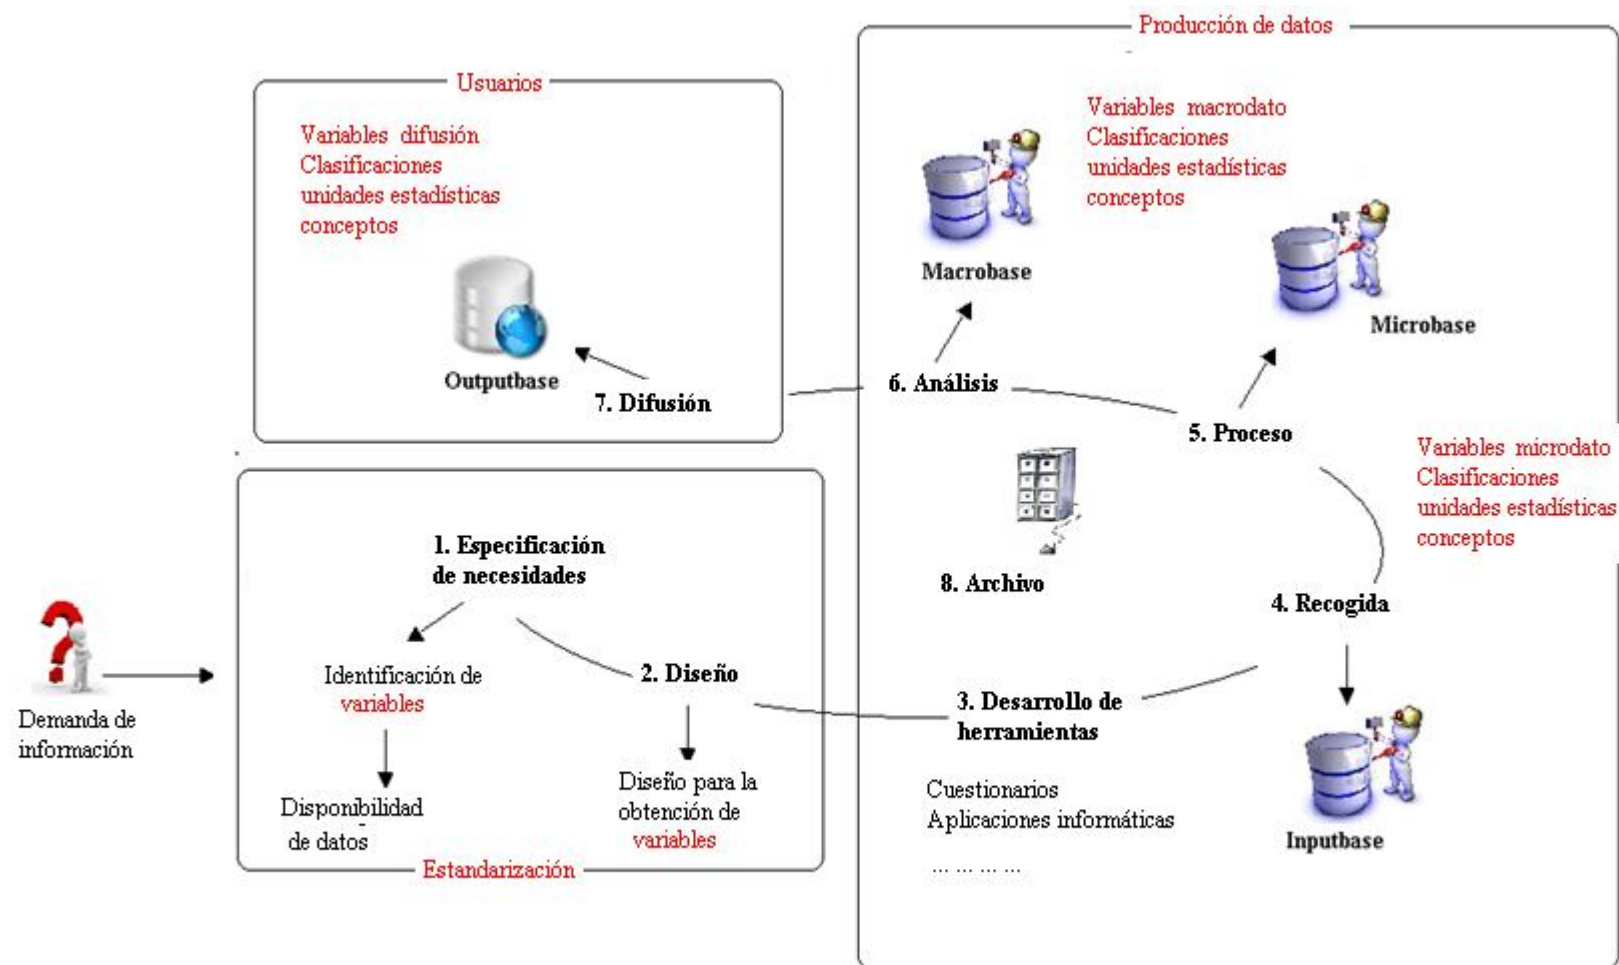 Producción de datos
Usuarios
Variables difusión
Clasificaciones
unidades estadísticas
conceptos
Outputbase
7. Difusión
Variables macrodato
Clasificaciones
unidades estadísticas
conceptos
Macrobase
Microbase
6. Análisis
5. Proceso
Variables microdato
Clasificaciones
unidades estadísticas
conceptos
8. Archivo
4. Recogida
1. Especificación
de necesidades
Identificación de
variables
2. Diseño
3. Desarrollo de
herramientas
Demanda de
información
Disponibilidad
de datos
Diseño para la
obtención de
variables
Cuestionarios
Aplicaciones informáticas
... ... ... ...
Inputbase
Estandarización